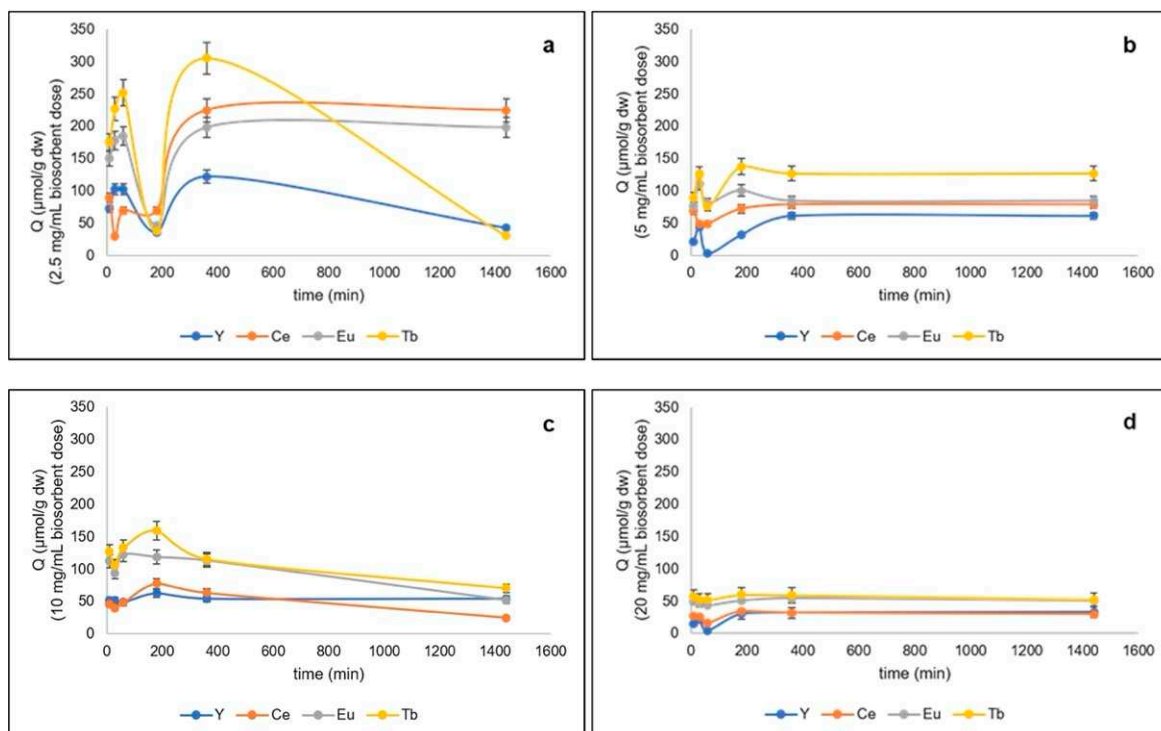 a
Q (µmol/g dw)
(2.5 mg/mL biosorbent dose)
350
300
250
200
150
100
50
0
0 200 400 600 800 1000 1200 1400 1600
time (min)
Y Ce Eu Tb
b
Q (µmol/g dw)
(5 mg/mL biosorbent dose)
350
300
250
200
150
100
50
0
0 200 400 600 800 1000 1200 1400 1600
time (min)
Y Ce Eu Tb
c
Q (µmol/g dw)
(10 mg/mL biosorbent dose)
350
300
250
200
150
100
50
0
0 200 400 600 800 1000 1200 1400 1600
time (min)
Y Ce Eu Tb
d
Q (µmol/g dw)
(20 mg/mL biosorbent dose)
350
300
250
200
150
100
50
0
0 200 400 600 800 1000 1200 1400 1600
time (min)
Y Ce Eu Tb